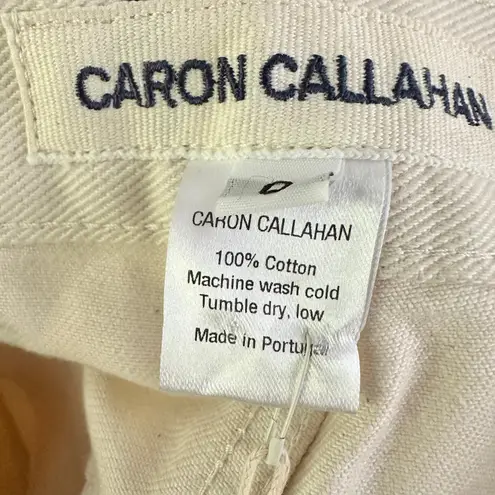 CARON CALLAHAN
0
CARON CALLAHAN
100% Cotton
Machine wash cold
Tumble dry, low
Made in Portugal